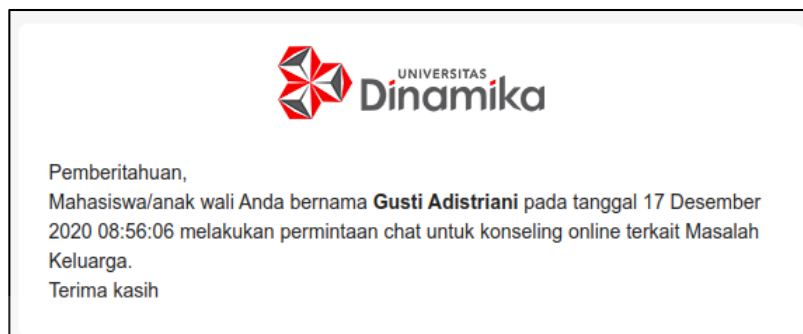 UNIVERSITAS
Dinamika
Pemberitahuan,
Mahasiswa/anak wali Anda bernama Gusti Adistriani pada tanggal 17 Desember
2020 08:56:06 melakukan permintaan chat untuk konseling online terkait Masalah
Keluarga.
Terima kasih